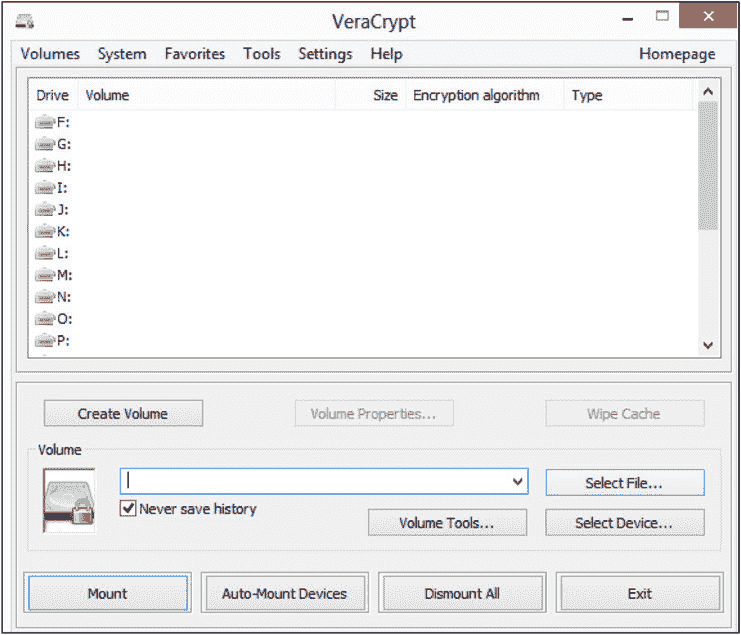 VeraCrypt
Volumes System Favorites Tools Settings Help Homepage
Drive Volume Size Encryption algorithm Type
F:
G:
H:
I:
J:
K:
L:
M:
N:
O:
P:
Create Volume Volume Properties... Wipe Cache
Volume
Select File...
Never save history
Volume Tools... Select Device...
Mount Auto-Mount Devices Dismount All Exit